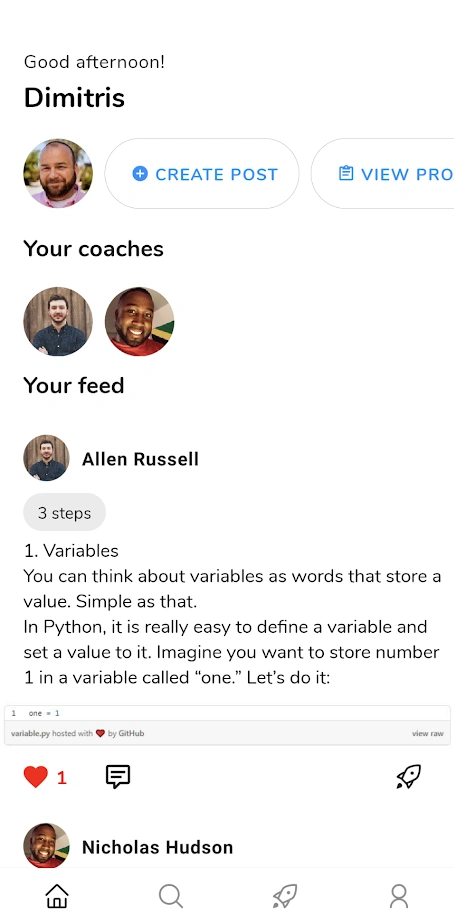 Good afternoon!
Dimitris
CREATE POST
VIEW PRO
Your coaches
Your feed
Allen Russell
3 steps
1. Variables
You can think about variables as words that store a
value. Simple as that.
In Python, it is really easy to define a variable and
set a value to it. Imagine you want to store number
1 in a variable called “one.” Let’s do it:
1 one = 1
variable.py hosted with ❤ by GitHub view raw
1
Nicholas Hudson